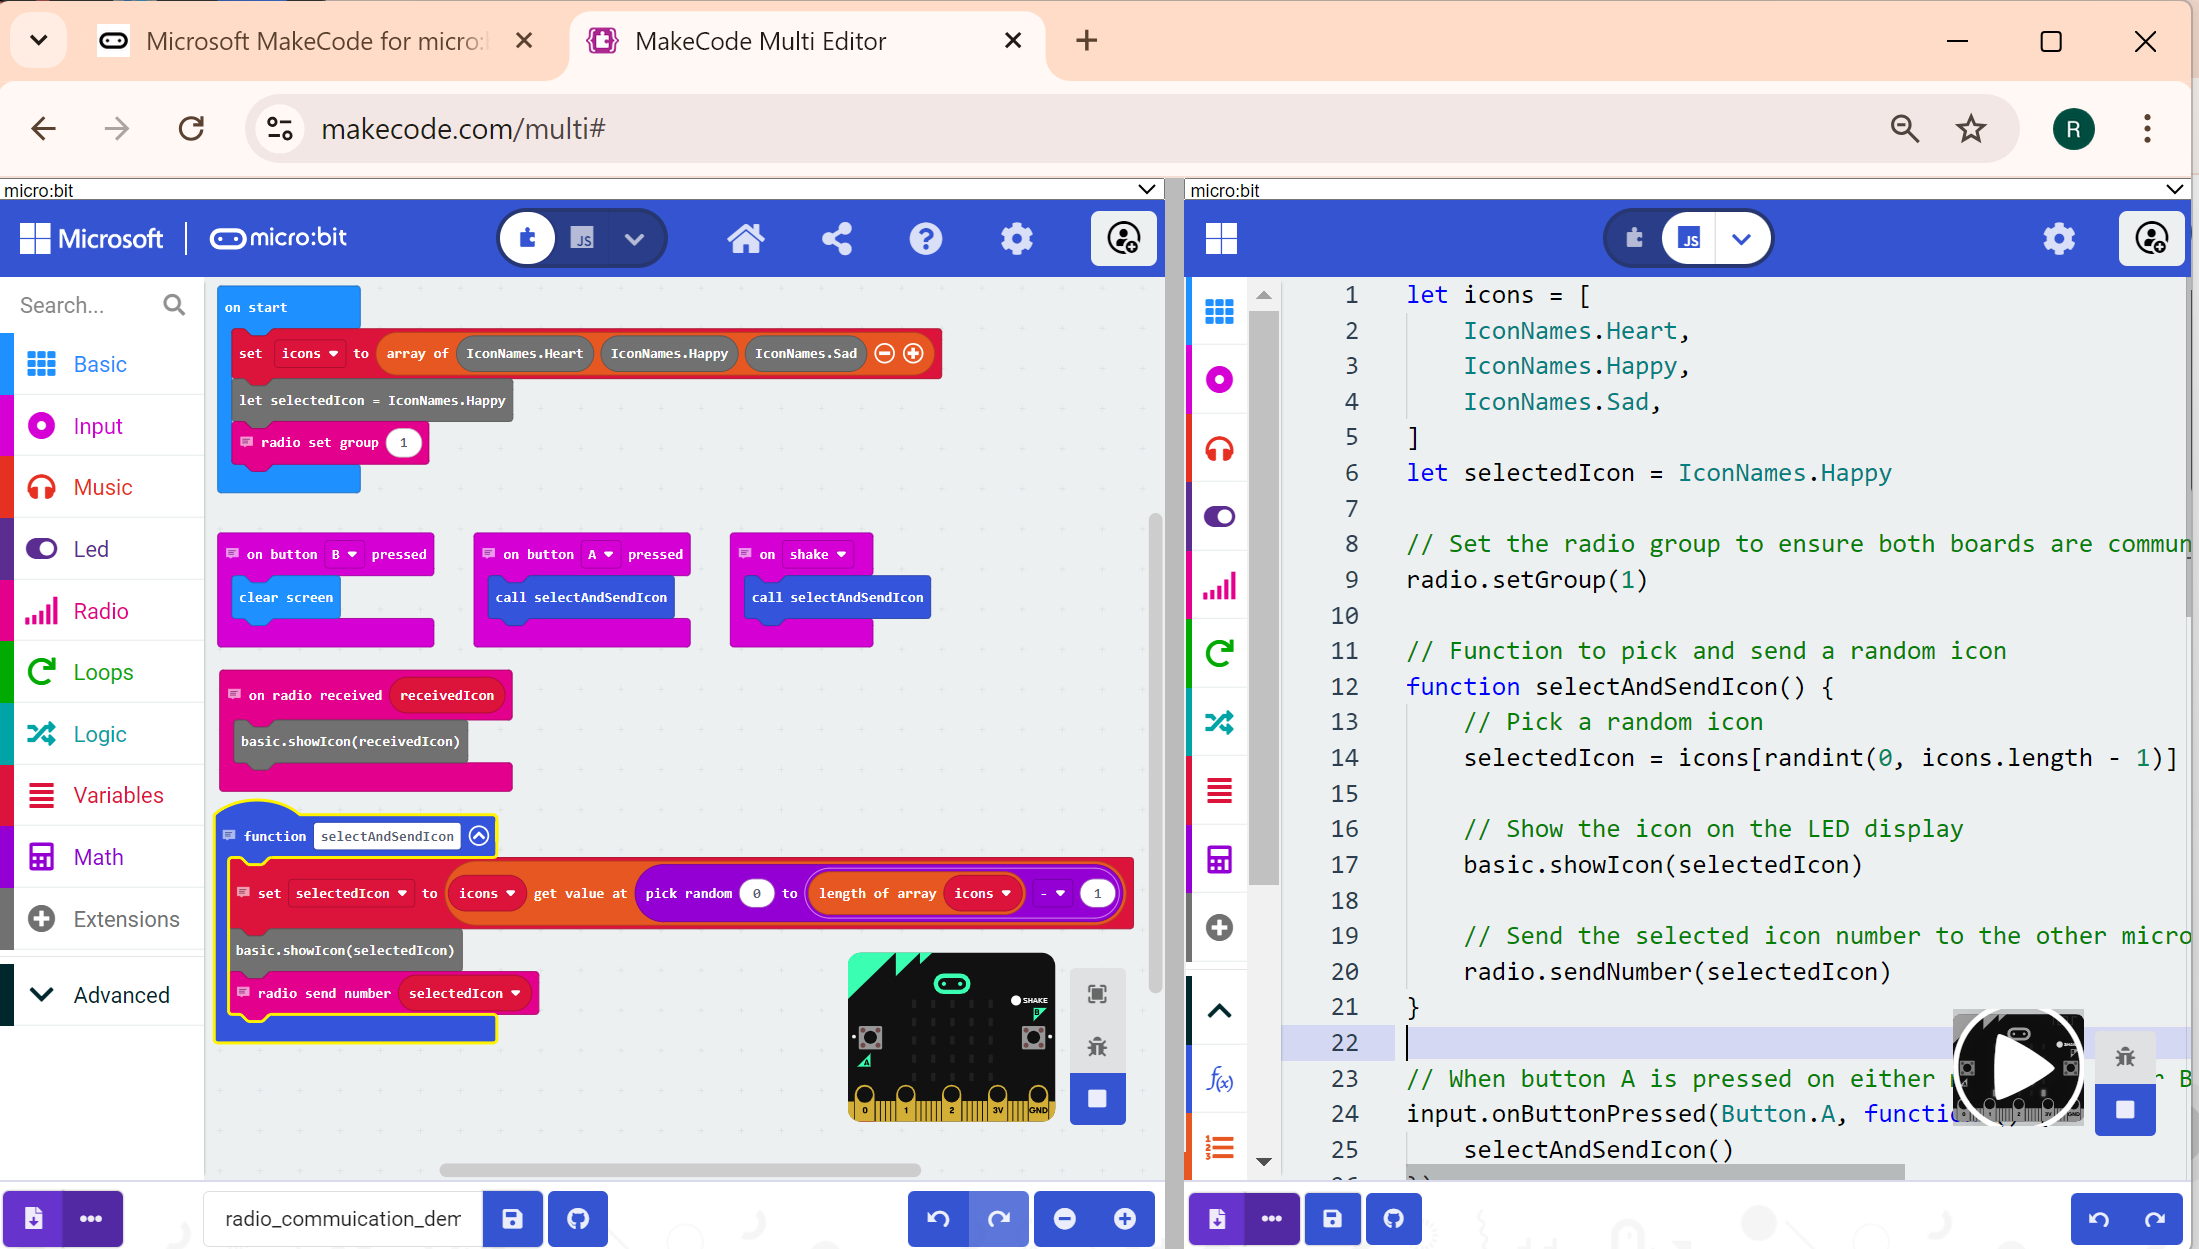 Microsoft MakeCode for micro:b
MakeCode Multi Editor
makecode.com/multi#
R
micro:bit
Microsoft
micro:bit
JS
Search...
Basic
Input
Music
Led
Radio
Loops
Logic
Variables
Math
Extensions
Advanced
on start
set icons to array of IconNames.Heart IconNames.Happy IconNames.Sad
let selectedIcon = IconNames.Happy
radio set group 1
on button B pressed
clear screen
on button A pressed
call selectAndSendIcon
on shake
call selectAndSendIcon
on radio received receivedIcon
basic.showIcon(receivedIcon)
function selectAndSendIcon
set selectedIcon to icons get value at pick random 0 to length of array icons - 1
basic.showIcon(selectedIcon)
radio send number selectedIcon
SHAKE
B
A
0 1 2 3V GND
radio_commuication_dem
micro:bit
JS
f(x)
1 let icons = [
2 IconNames.Heart,
3 IconNames.Happy,
4 IconNames.Sad,
5 ]
6 let selectedIcon = IconNames.Happy
7
8 // Set the radio group to ensure both boards are commun
9 radio.setGroup(1)
10
11 // Function to pick and send a random icon
12 function selectAndSendIcon() {
13 // Pick a random icon
14 selectedIcon = icons[randint(0, icons.length - 1)]
15
16 // Show the icon on the LED display
17 basic.showIcon(selectedIcon)
18
19 // Send the selected icon number to the other micro
20 radio.sendNumber(selectedIcon)
21 }
22
23 // When button A is pressed on either r B
24 input.onButtonPressed(Button.A, functi
25 selectAndSendIcon()